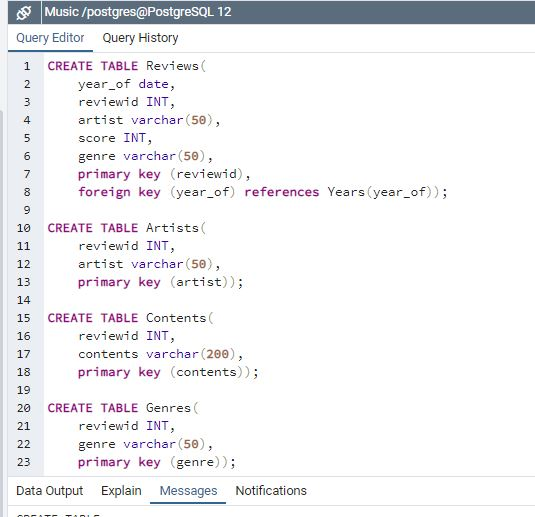 Music /postgres@PostgreSQL 12
Query Editor Query History
1 CREATE TABLE Reviews(
2 year_of date,
3 reviewid INT,
4 artist varchar(50),
5 score INT,
6 genre varchar(50),
7 primary key (reviewid),
8 foreign key (year_of) references Years(year_of));
9
10 CREATE TABLE Artists(
11 reviewid INT,
12 artist varchar(50),
13 primary key (artist));
14
15 CREATE TABLE Contents(
16 reviewid INT,
17 contents varchar(200),
18 primary key (contents));
19
20 CREATE TABLE Genres(
21 reviewid INT,
22 genre varchar(50),
23 primary key (genre));
Data Output Explain Messages Notifications
CREATE TABLE